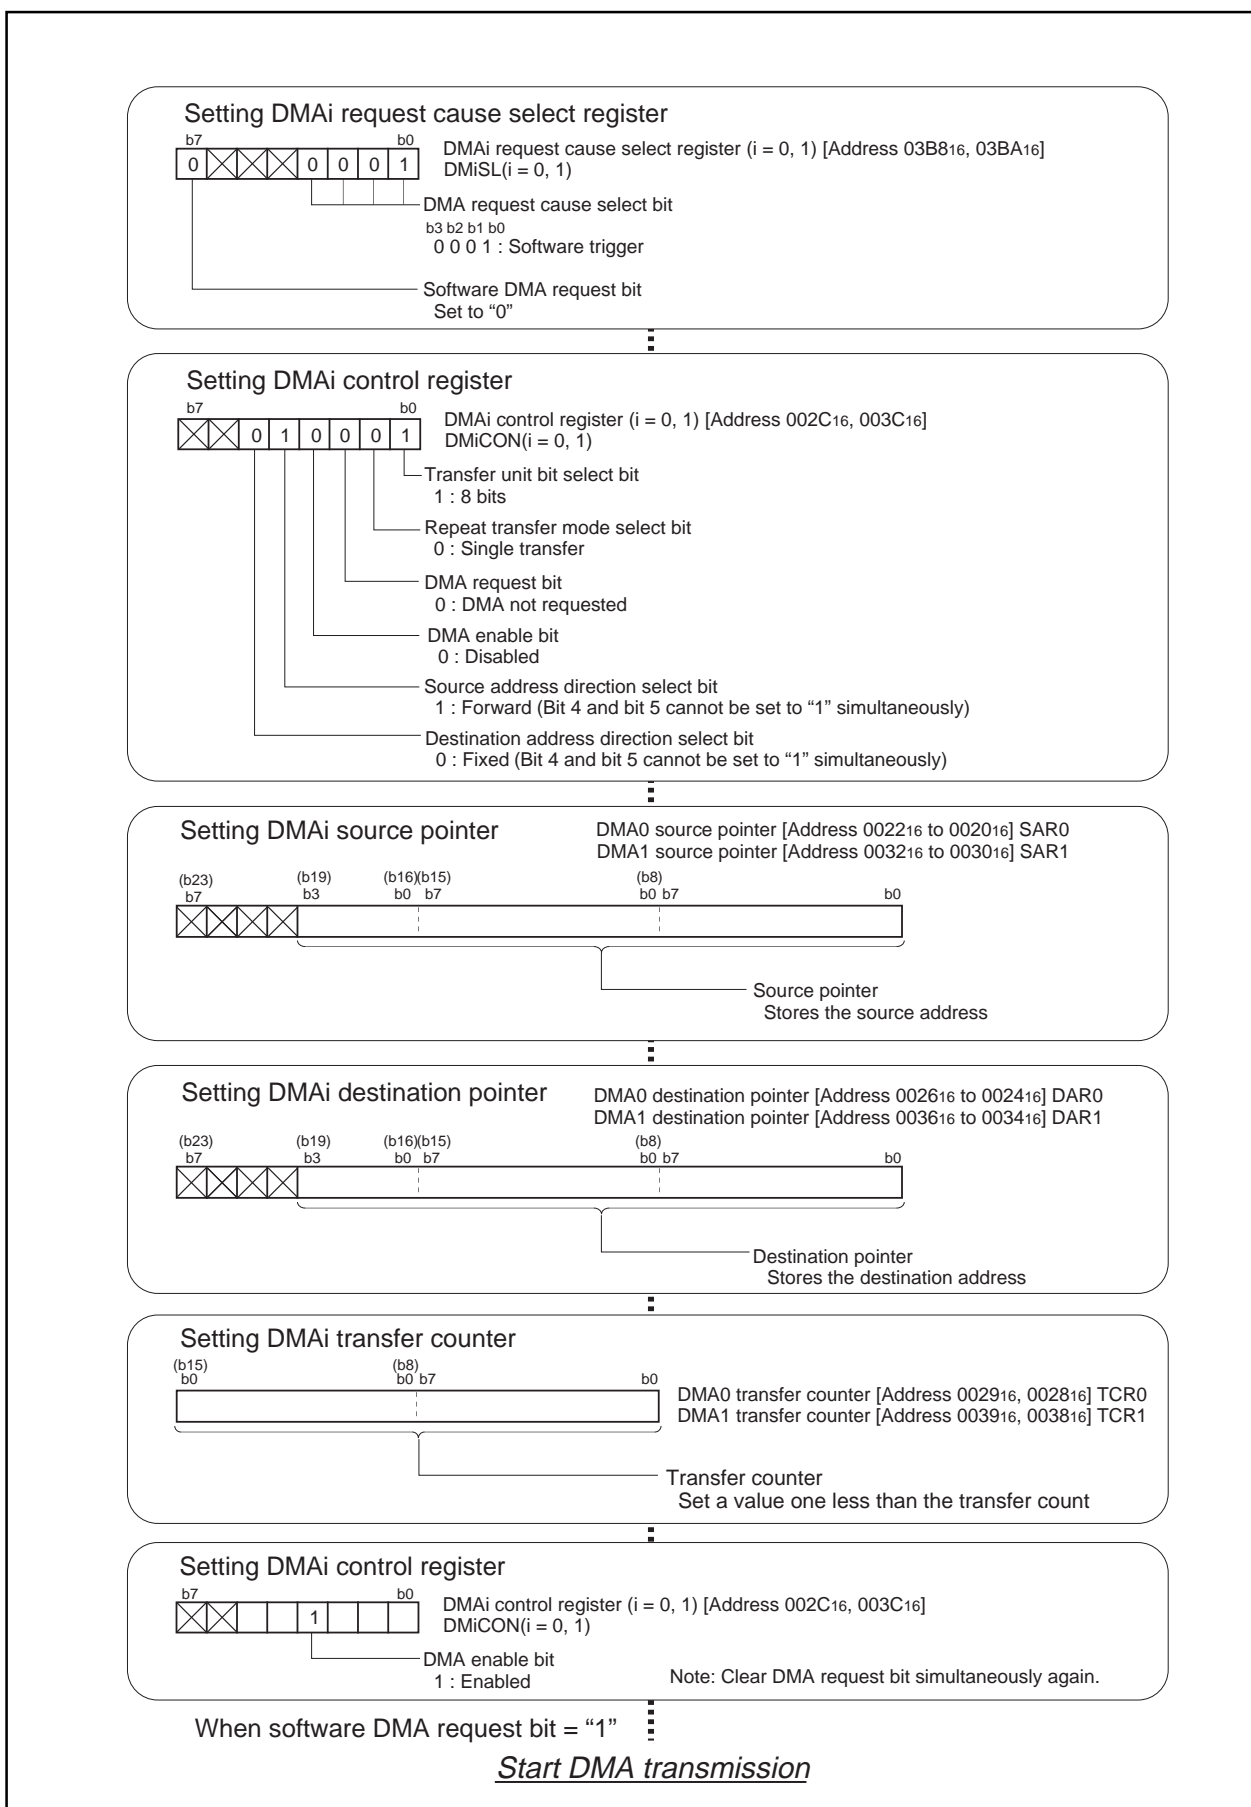 Setting DMAi request cause select register
b7 b0
0 0 0 0 1
DMAi request cause select register (i = 0, 1) [Address 03B816, 03BA16]
DMiSL(i = 0, 1)
DMA request cause select bit
b3 b2 b1 b0
0 0 0 1 : Software trigger
Software DMA request bit
Set to “0”
Setting DMAi control register
b7 b0
0 1 0 0 0 1
DMAi control register (i = 0, 1) [Address 002C16, 003C16]
DMiCON(i = 0, 1)
Transfer unit bit select bit
1 : 8 bits
Repeat transfer mode select bit
0 : Single transfer
DMA request bit
0 : DMA not requested
DMA enable bit
0 : Disabled
Source address direction select bit
1 : Forward (Bit 4 and bit 5 cannot be set to “1” simultaneously)
Destination address direction select bit
0 : Fixed (Bit 4 and bit 5 cannot be set to “1” simultaneously)
Setting DMAi source pointer
DMA0 source pointer [Address 002216 to 002016] SAR0
DMA1 source pointer [Address 003216 to 003016] SAR1
(b23) (b19) (b16)(b15) (b8)
b7 b3 b0 b7 b0 b7 b0
Source pointer
Stores the source address
Setting DMAi destination pointer
DMA0 destination pointer [Address 002616 to 002416] DAR0
DMA1 destination pointer [Address 003616 to 003416] DAR1
(b23) (b19) (b16)(b15) (b8)
b7 b3 b0 b7 b0 b7 b0
Destination pointer
Stores the destination address
Setting DMAi transfer counter
(b15) (b8)
b0 b0 b7 b0
DMA0 transfer counter [Address 002916, 002816] TCR0
DMA1 transfer counter [Address 003916, 003816] TCR1
Transfer counter
Set a value one less than the transfer count
Setting DMAi control register
b7 b0
1
DMAi control register (i = 0, 1) [Address 002C16, 003C16]
DMiCON(i = 0, 1)
DMA enable bit
1 : Enabled
Note: Clear DMA request bit simultaneously again.
When software DMA request bit = “1”
Start DMA transmission